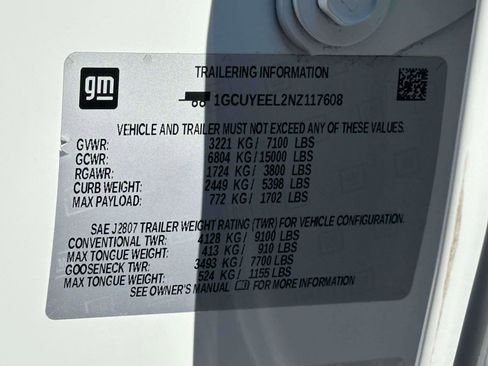 gm
TRAILERING INFORMATION
1GCUYEEL2NZ117608
VEHICLE AND TRAILER MUST NOT EXCEED ANY OF THESE VALUES.
GVWR: 3221 KG/ 7100 LBS
GCWR: 6804 KG/15000 LBS
RGAWR: 1724 KG/ 3800 LBS
CURB WEIGHT: 2449 KG/ 5398 LBS
MAX PAYLOAD: 772 KG/ 1702 LBS
SAE J2807 TRAILER WEIGHT RATING (TWR) FOR VEHICLE CONFIGURATION.
CONVENTIONAL TWR: 4128 KG/ 9100 LBS
MAX TONGUE WEIGHT: 413 KG/ 910 LBS
GOOSENECK TWR: 3493 KG/ 7700 LBS
MAX TONGUE WEIGHT: 524 KG/ 1155 LBS
SEE OWNER'S MANUAL FOR MORE INFORMATION